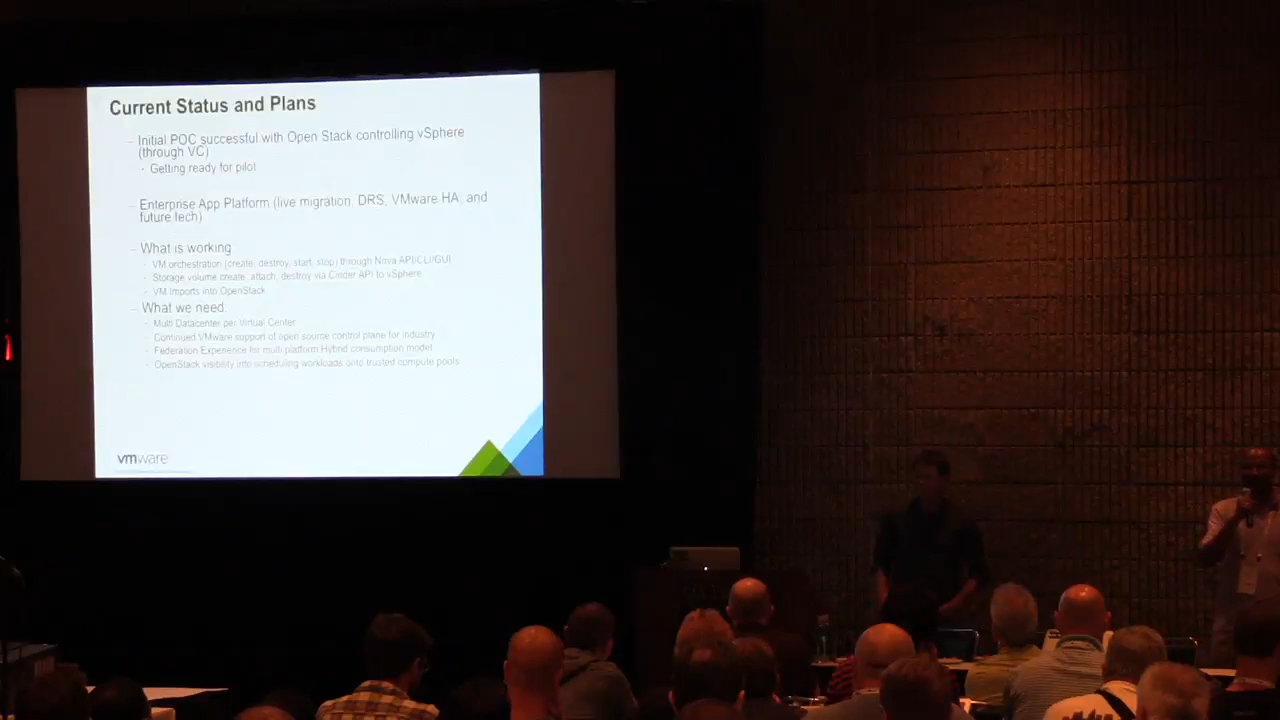 Current Status and Plans
– Initial POC successful with Open Stack controlling vSphere
(through VC)
- Getting ready for pilot
– Enterprise App Platform (live migration, DRS, VMware HA, and
future tech)
– What is working
- VM orchestration (create, destroy, start, stop) through Nova API/CLI/GUI
- Storage volume create, attach, destroy via Cinder API to vSphere
- VM Imports into OpenStack
– What we need:
- Multi Datacenter per Virtual Center
- Continued VMware support of open source control plane for industry
- Federation Experience for multi platform Hybrid consumption model
- OpenStack visibility into scheduling workloads onto trusted compute pools
vmware